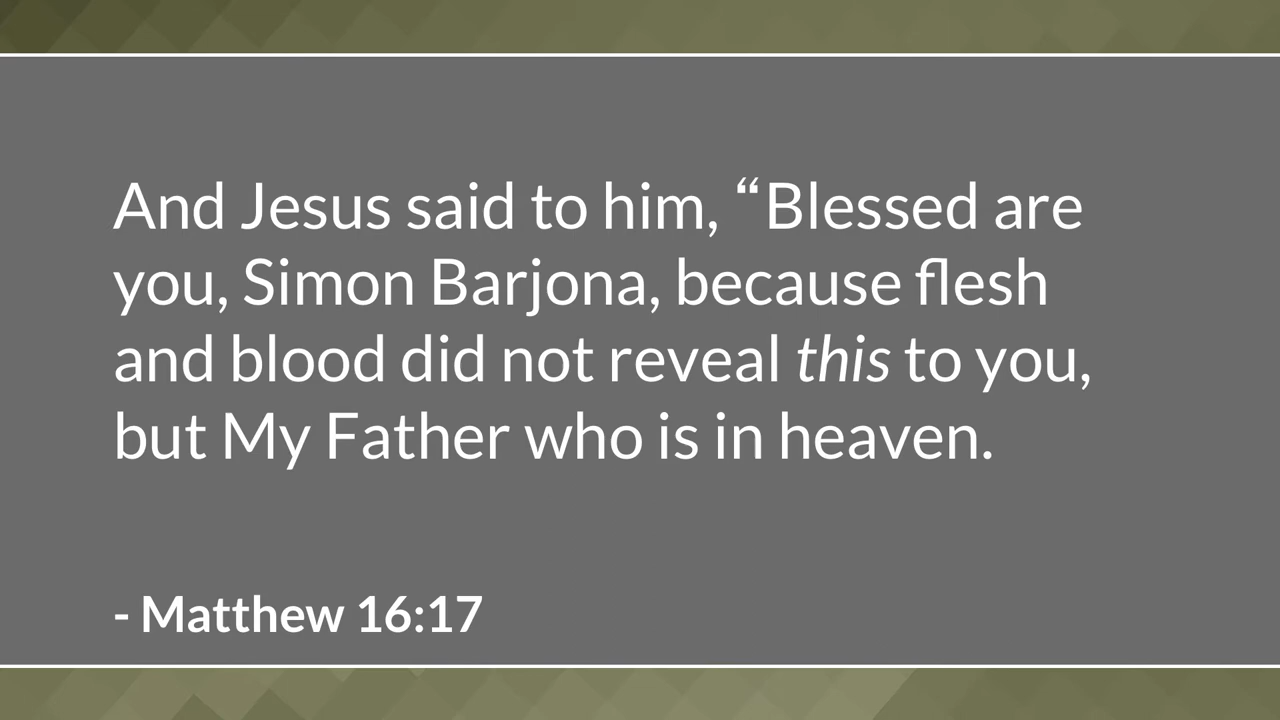 And Jesus said to him, “Blessed are
you, Simon Barjona, because flesh
and blood did not reveal this to you,
but My Father who is in heaven.
- Matthew 16:17